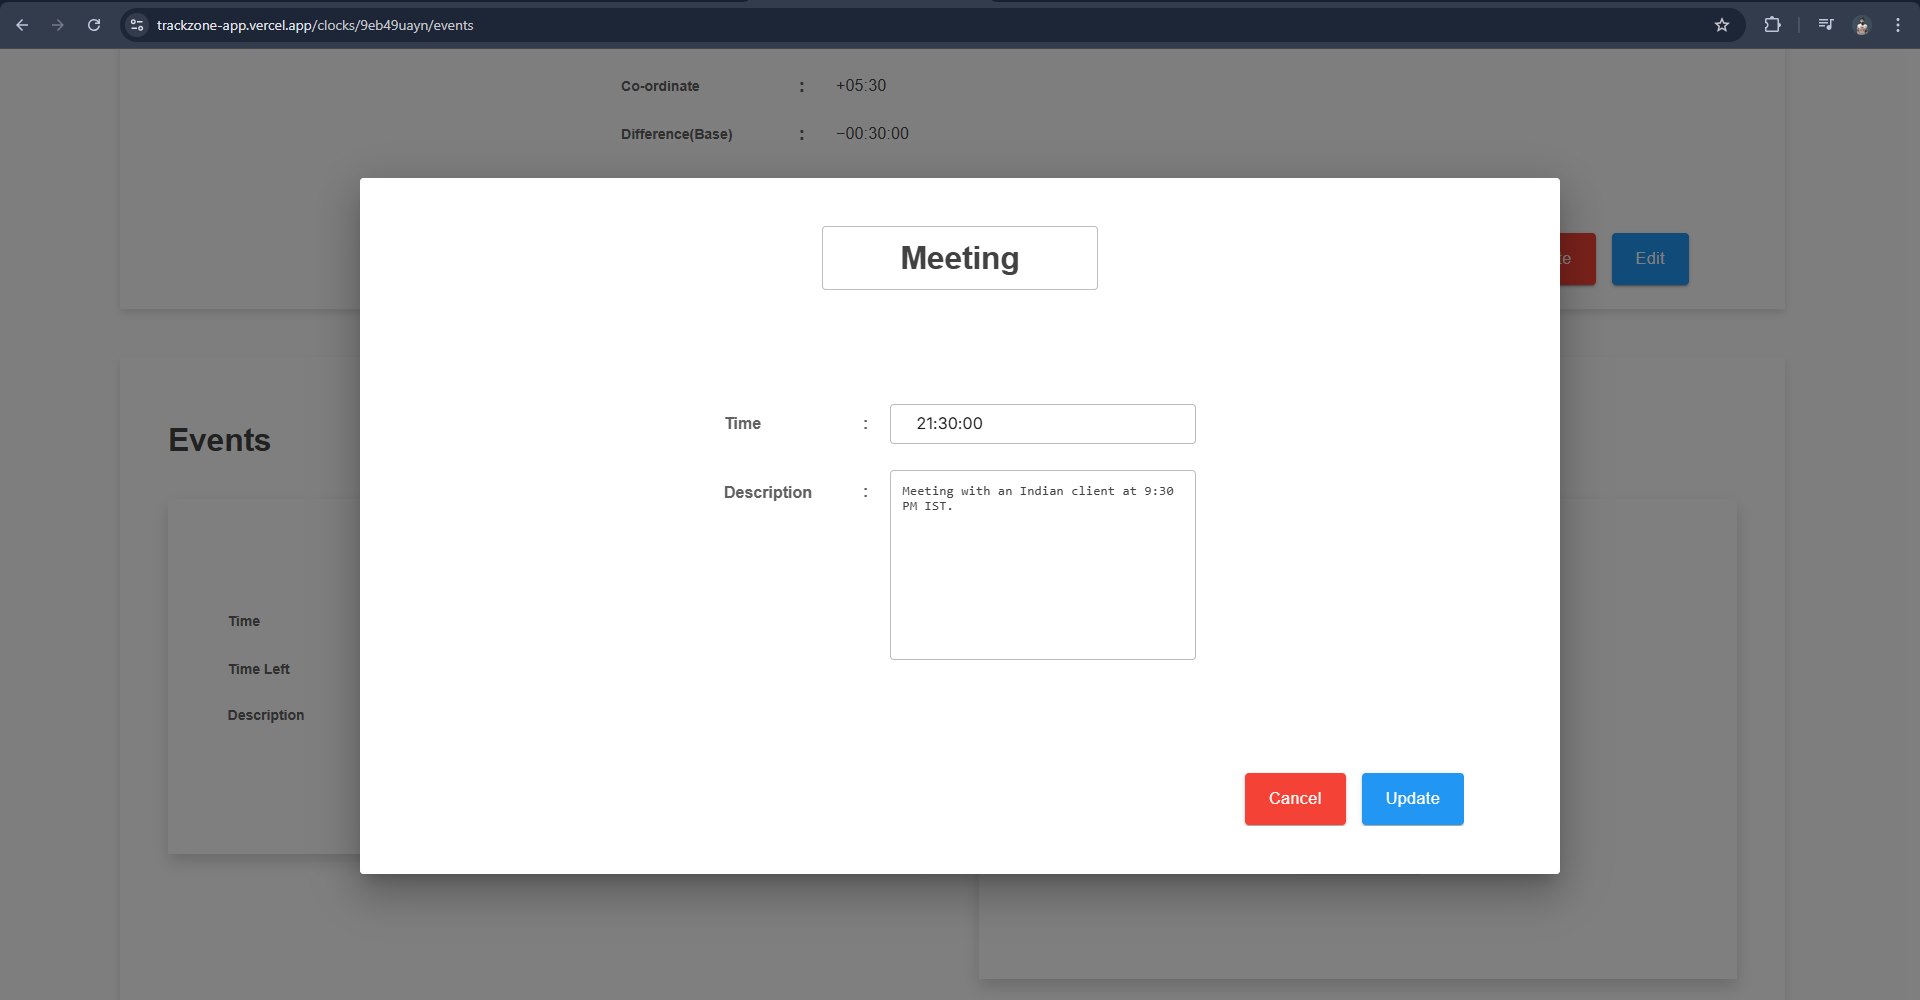 trackzone-app.vercel.app/clocks/9eb49uayn/events
Co-ordinate : +05:30
Difference(Base) : −00:30:00
Edit
Meeting
Time : 21:30:00
Description : Meeting with an Indian client at 9:30
PM IST.
Cancel Update
Events
Time
Time Left
Description